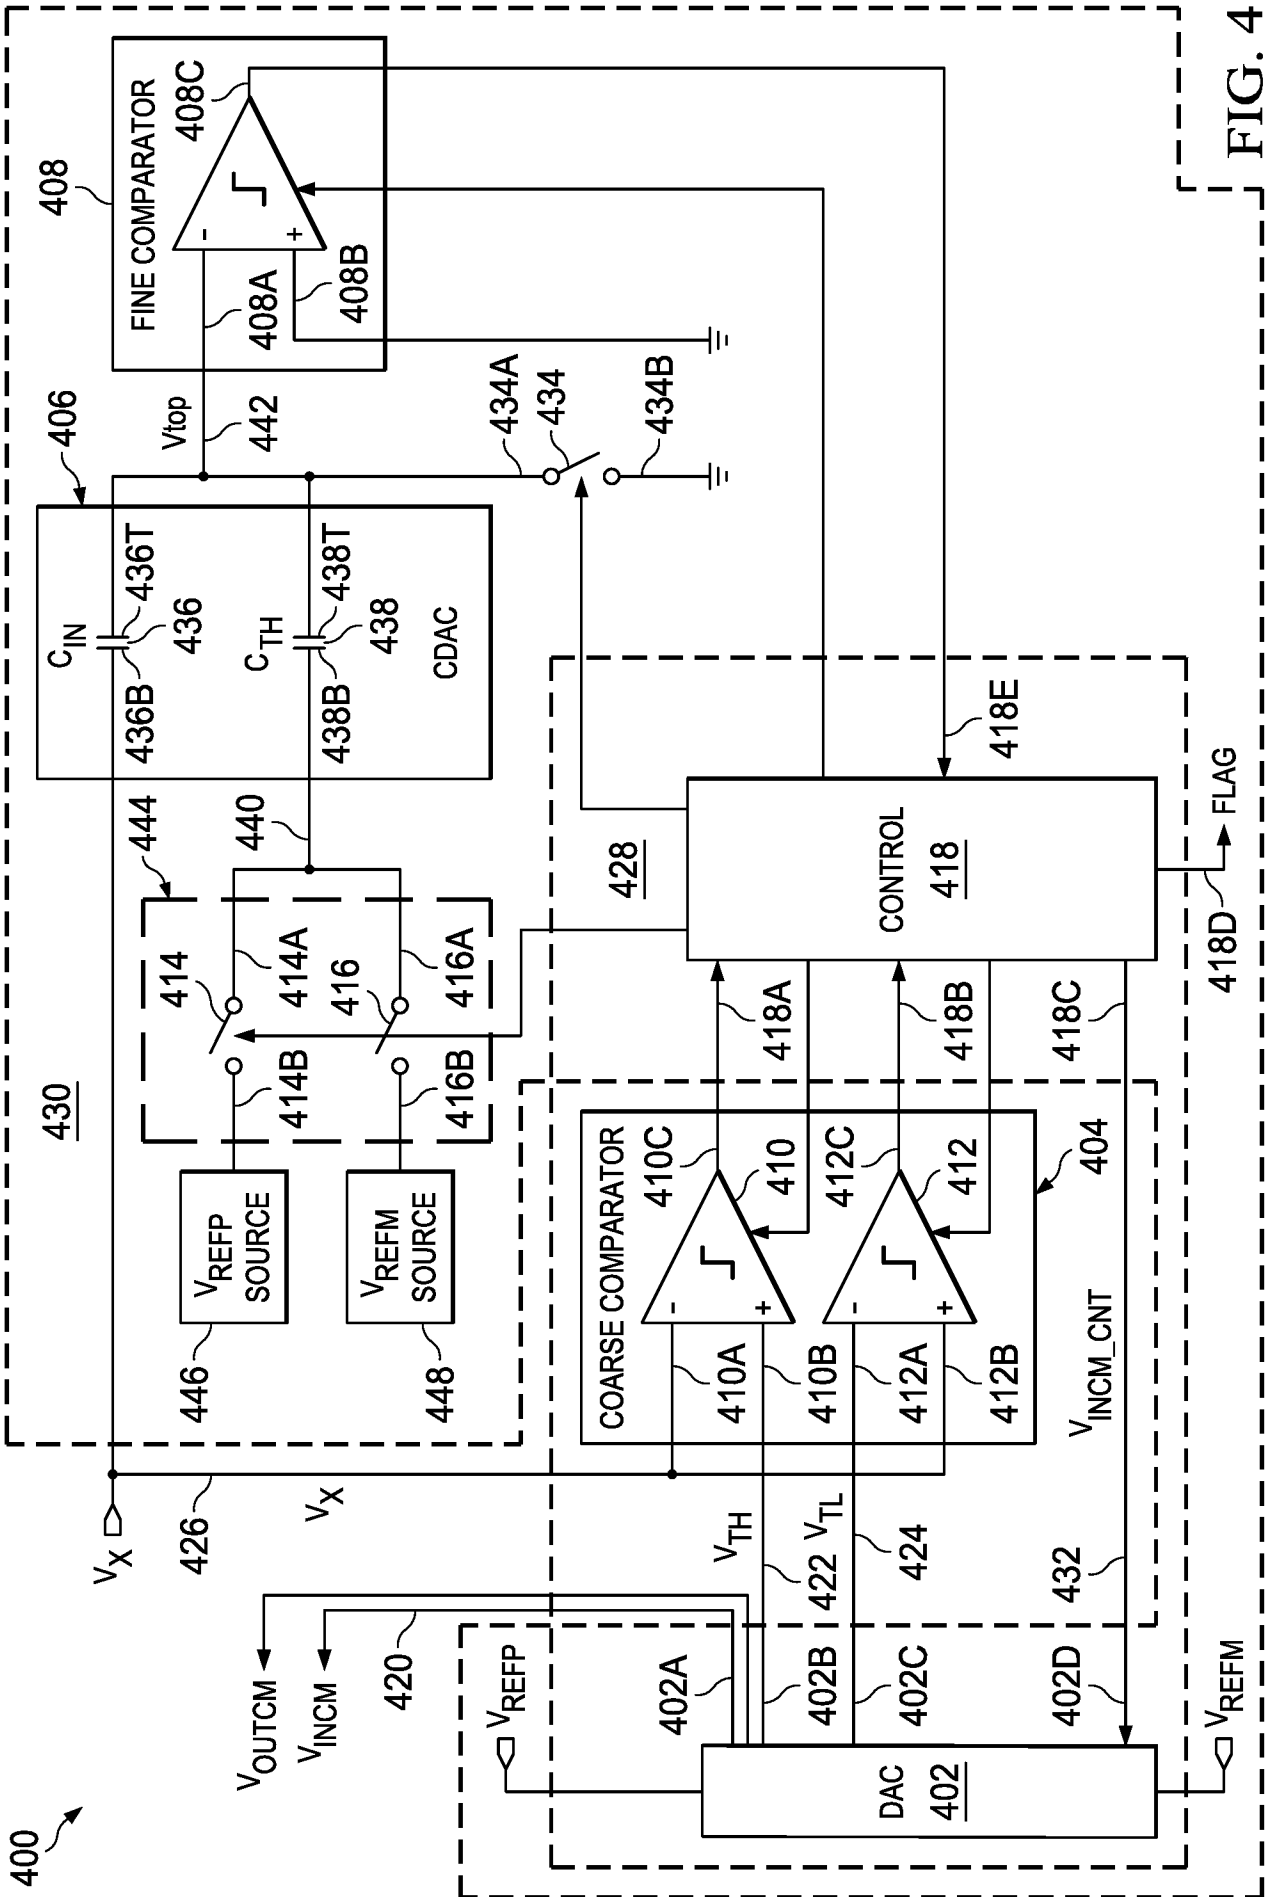 400
V_X
V_OUTCM
V_INCM
420
426
V_X
430
V_REFP SOURCE
446
V_REFM SOURCE
448
444
414
414A
414B
416
416A
416B
440
406
C_IN
436B
436T
436
C_TH
438B
438T
438
CDAC
Vtop
442
408
FINE COMPARATOR
408A
408B
408C
-
+
434A
434
434B
V_REFP
402A
402B
402C
402D
DAC
402
V_REFM
V_TH
422
V_TL
424
432
V_INCM_CNT
COARSE COMPARATOR
404
410A
410B
410C
410
-
+
412A
412B
412C
412
-
+
418A
418B
418C
428
CONTROL
418
418E
418D
FLAG
FIG. 4